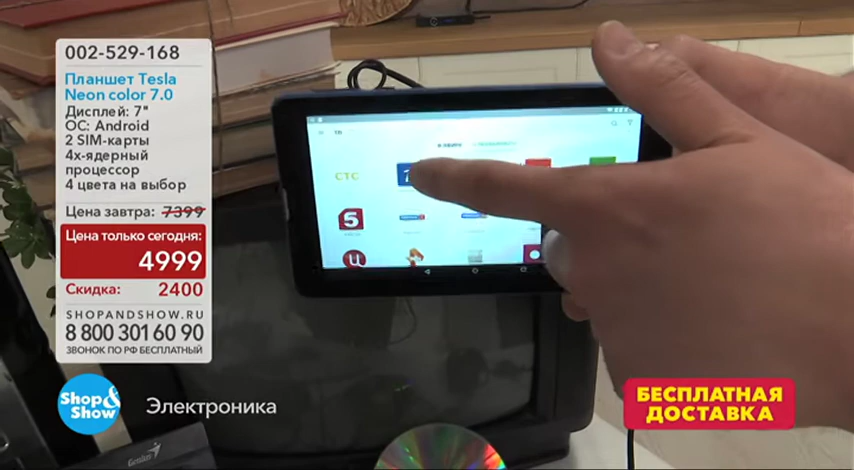 002-529-168
Планшет Tesla
Neon color 7.0
Дисплей: 7"
ОС: Android
2 SIM-карты
4х-ядерный
процессор
4 цвета на выбор
Цена завтра: 7399
Цена только сегодня:
4999
Скидка: 2400
SHOPANDSHOW.RU
8 800 301 60 90
ЗВОНОК ПО РФ БЕСПЛАТНЫЙ
СТС
5
Ц
Shop&
Show
Электроника
Genius
БЕСПЛАТНАЯ
ДОСТАВКА